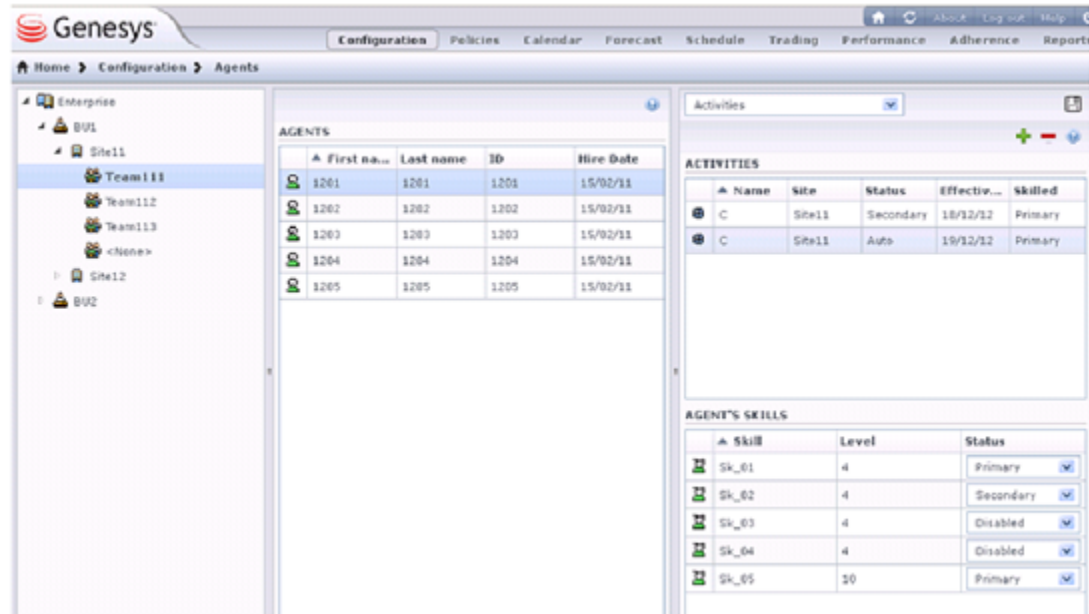 Genesys
About Log out Help
Configuration Policies Calendar Forecast Schedule Trading Performance Adherence Reports
Home Configuration Agents
Enterprise
BU1
Site11
Team111
Team112
Team113
<None>
Site12
BU2
AGENTS
First na... Last name ID Hire Date
1201 1201 1201 15/02/11
1202 1202 1202 15/02/11
1203 1203 1203 15/02/11
1204 1204 1204 15/02/11
1205 1205 1205 15/02/11
Activities
ACTIVITIES
Name Site Status Effectiv... Skilled
C Site11 Secondary 18/12/12 Primary
C Site11 Auto 19/12/12 Primary
AGENT'S SKILLS
Skill Level Status
Sk_01 4 Primary
Sk_02 4 Secondary
Sk_03 4 Disabled
Sk_04 4 Disabled
Sk_05 10 Primary